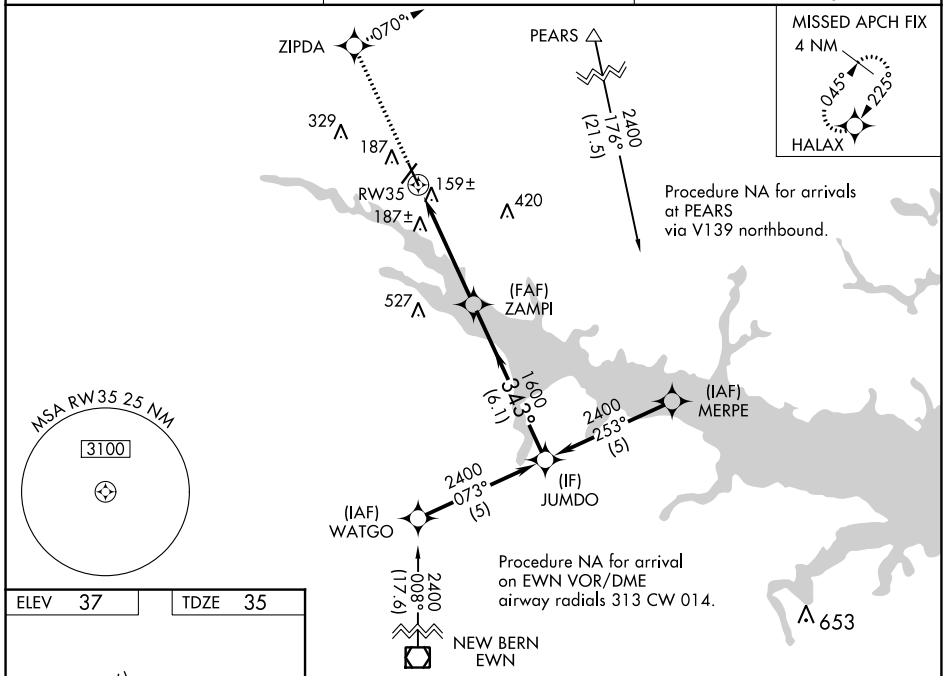 ZIPDA
070°
PEARS
MISSED APCH FIX
4 NM
045°
225°
HALAX
329
187
RW35
159±
187±
420
2400
176°
(21.5)
Procedure NA for arrivals
at PEARS
via V139 northbound.
527
(FAF)
ZAMPI
1600
343°
(6.1)
(IAF)
MERPE
2400
253°
(5)
MSA RW35 25 NM
3100
2400
073°
(5)
(IF)
JUMDO
(IAF)
WATGO
2400
008°
(17.6)
Procedure NA for arrival
on EWN VOR/DME
airway radials 313 CW 014.
653
ELEV 37
TDZE 35
NEW BERN
EWN